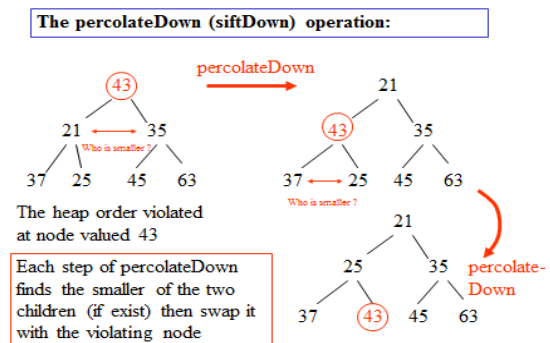 The percolateDown (siftDown) operation:
percolateDown
43
21 35
Who is smaller ?
37 25 45 63
The heap order violated
at node valued 43
Each step of percolateDown
finds the smaller of the two
children (if exist) then swap it
with the violating node
21
43 35
37 25 45 63
Who is smaller ?
21
25 35
percolate-
Down
37 43 45 63